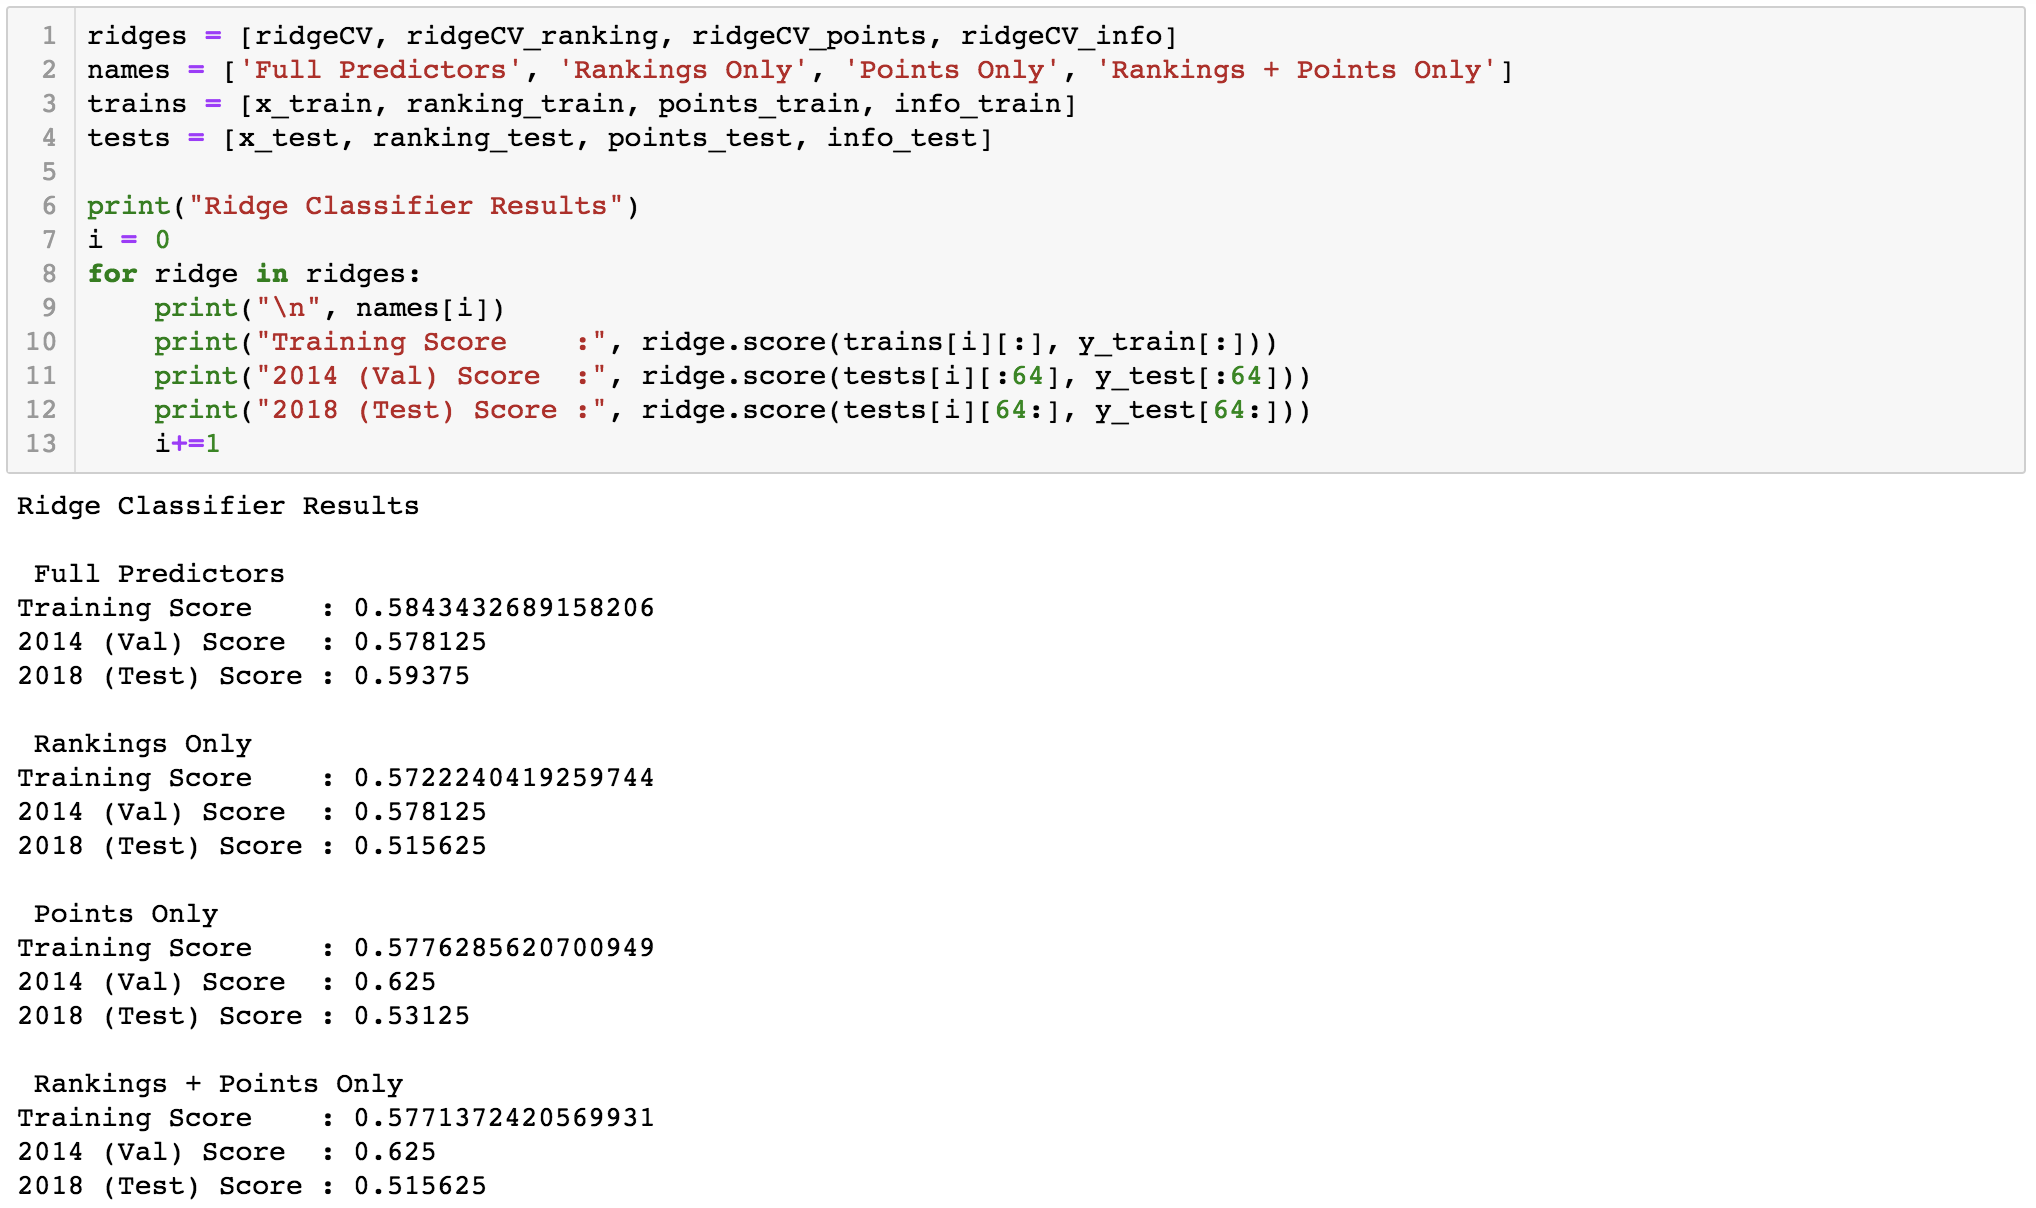 1 ridges = [ridgeCV, ridgeCV_ranking, ridgeCV_points, ridgeCV_info]
2 names = ['Full Predictors', 'Rankings Only', 'Points Only', 'Rankings + Points Only']
3 trains = [x_train, ranking_train, points_train, info_train]
4 tests = [x_test, ranking_test, points_test, info_test]
5
6 print("Ridge Classifier Results")
7 i = 0
8 for ridge in ridges:
9     print("\n", names[i])
10     print("Training Score    :", ridge.score(trains[i][:], y_train[:]))
11     print("2014 (Val) Score  :", ridge.score(tests[i][:64], y_test[:64]))
12     print("2018 (Test) Score :", ridge.score(tests[i][64:], y_test[64:]))
13     i+=1
Ridge Classifier Results
 Full Predictors
Training Score    : 0.5843432689158206
2014 (Val) Score  : 0.578125
2018 (Test) Score : 0.59375
 Rankings Only
Training Score    : 0.5722240419259744
2014 (Val) Score  : 0.578125
2018 (Test) Score : 0.515625
 Points Only
Training Score    : 0.5776285620700949
2014 (Val) Score  : 0.625
2018 (Test) Score : 0.53125
 Rankings + Points Only
Training Score    : 0.5771372420569931
2014 (Val) Score  : 0.625
2018 (Test) Score : 0.515625